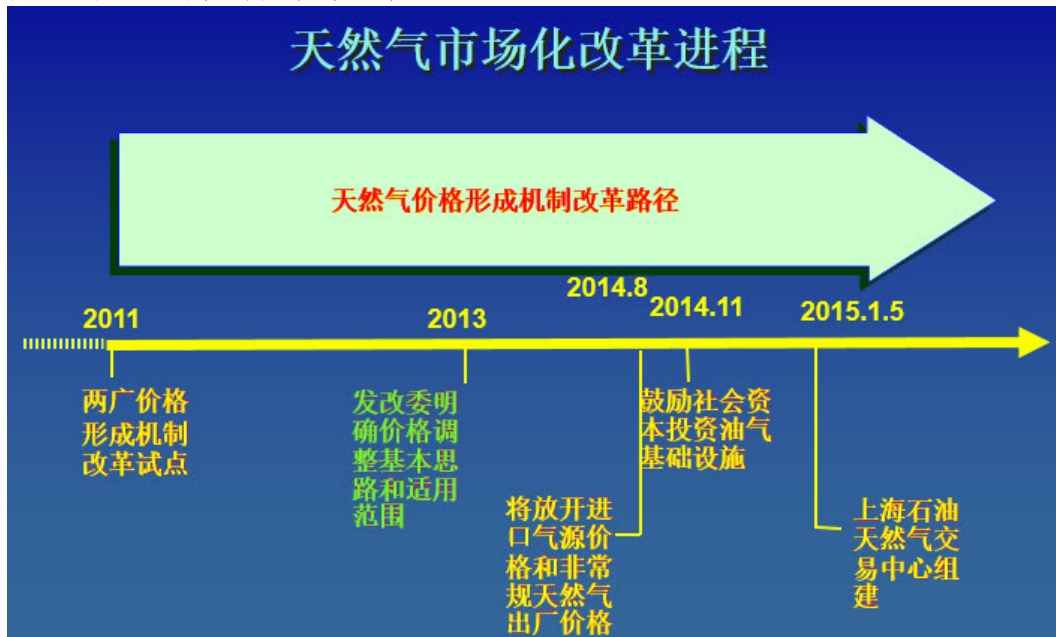 天然气市场化改革进程
天然气价格形成机制改革路径
2011
2013
2014.8
2014.11
2015.1.5
两广价格
形成机制
改革试点
发改委明
确价格调
整基本思
路和适用
范围
将放开进
口气源价
格和非常
规天然气
出厂价格
鼓励社会资
本投资油气
基础设施
上海石油
天然气交
易中心组
建